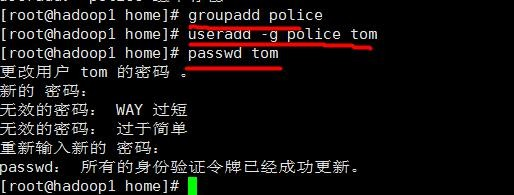 [root@hadoop1 home]# groupadd police
[root@hadoop1 home]# useradd -g police tom
[root@hadoop1 home]# passwd tom
更改用户 tom 的密码 。
新的 密码：
无效的密码： WAY 过短
无效的密码： 过于简单
重新输入新的 密码：
passwd： 所有的身份验证令牌已经成功更新。
[root@hadoop1 home]#